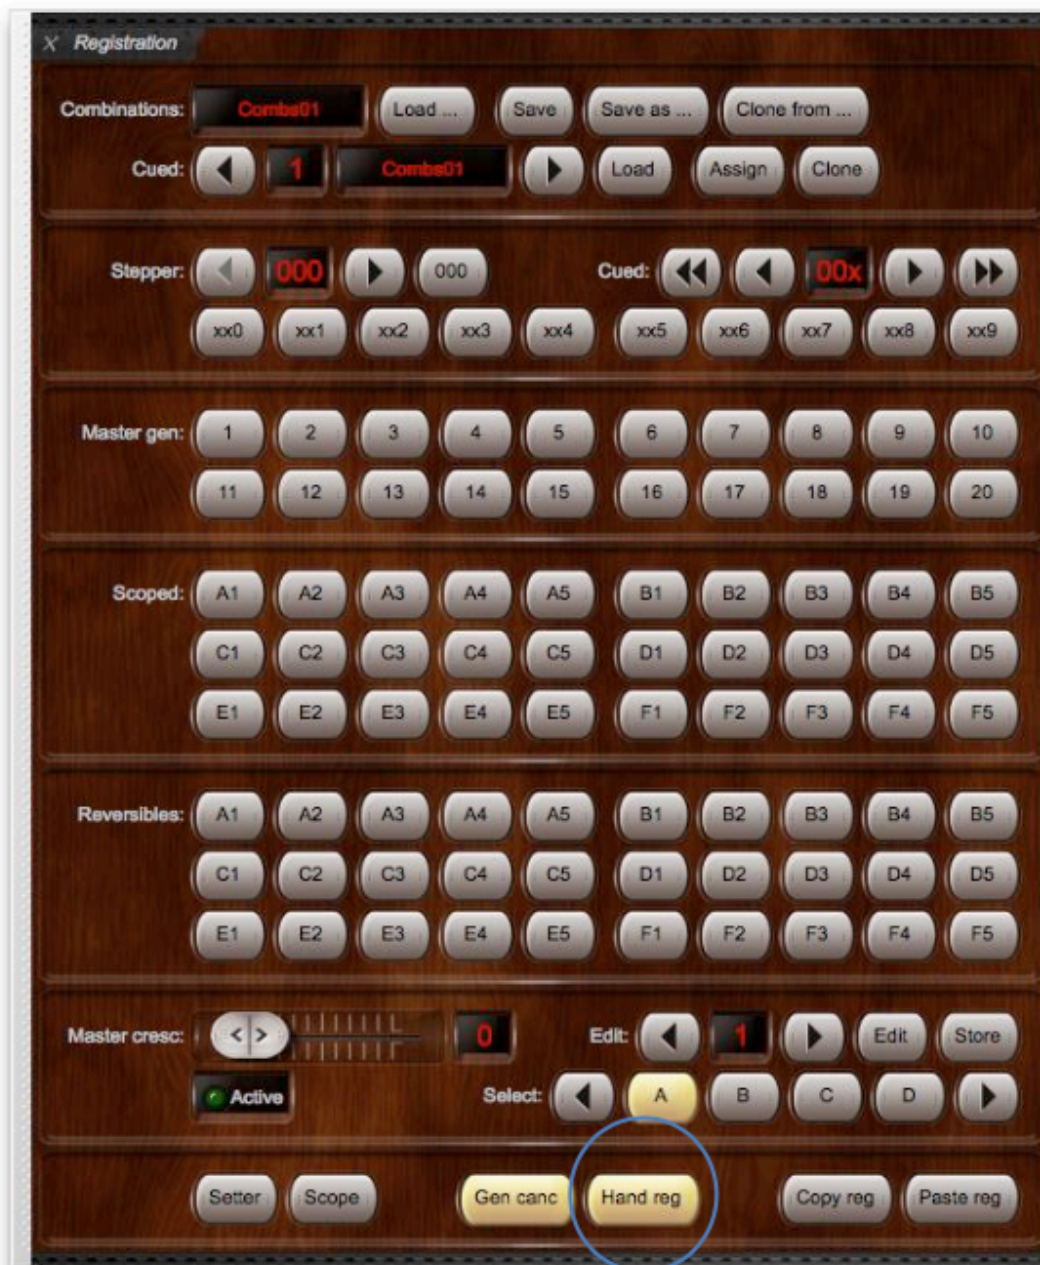 Registration
Combinations: Combs01 Load ... Save Save as ... Clone from ...
Cued: 1 Combs01 Load Assign Clone
Stepper: 000 000 Cued: 00x
xx0 xx1 xx2 xx3 xx4 xx5 xx6 xx7 xx8 xx9
Master gen: 1 2 3 4 5 6 7 8 9 10
11 12 13 14 15 16 17 18 19 20
Scoped: A1 A2 A3 A4 A5 B1 B2 B3 B4 B5
C1 C2 C3 C4 C5 D1 D2 D3 D4 D5
E1 E2 E3 E4 E5 F1 F2 F3 F4 F5
Reversibles: A1 A2 A3 A4 A5 B1 B2 B3 B4 B5
C1 C2 C3 C4 C5 D1 D2 D3 D4 D5
E1 E2 E3 E4 E5 F1 F2 F3 F4 F5
Master cresc: 0 Edit: 1 Edit Store
Active Select: A B C D
Setter Scope Gen canc Hand reg Copy reg Paste reg